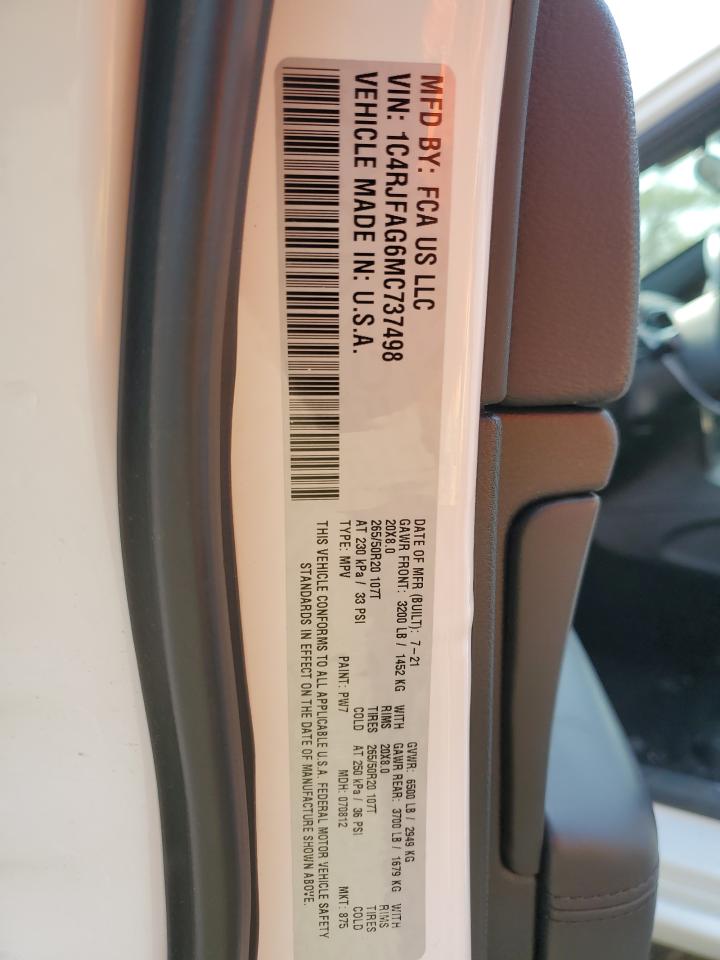 MFD BY: FCA US LLC
VIN: 1C4RJFAG6MC737498
VEHICLE MADE IN: U.S.A.
DATE OF MFR (BUILT): 7-21 GVWR: 6500 LB / 2949 KG
GAWR FRONT: 3200 LB / 1452 KG WITH GAWR REAR: 3700 LB / 1679 KG WITH
20X8.0 RIMS 20X8.0 RIMS
265/50R20 107T TIRES 265/50R20 107T TIRES
AT 230 kPa / 33 PSI COLD AT 250 kPa / 36 PSI COLD
TYPE: MPV PAINT: PW7 MDH: 070812 MKT: 875
THIS VEHICLE CONFORMS TO ALL APPLICABLE U.S.A. FEDERAL MOTOR VEHICLE SAFETY
STANDARDS IN EFFECT ON THE DATE OF MANUFACTURE SHOWN ABOVE.